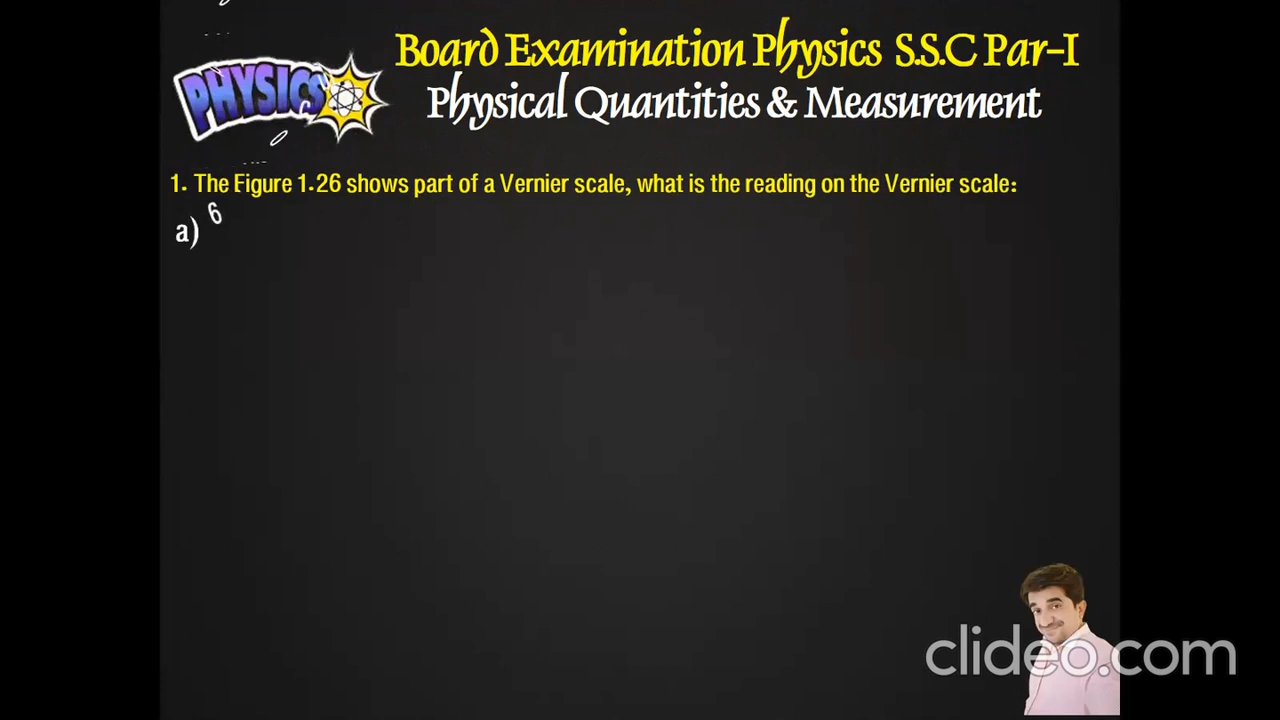 Board Examination Physics S.S.C Par-I
PHYSICS
Physical Quantities & Measurement
1. The Figure 1.26 shows part of a Vernier scale, what is the reading on the Vernier scale:
a) 6
clideo.com